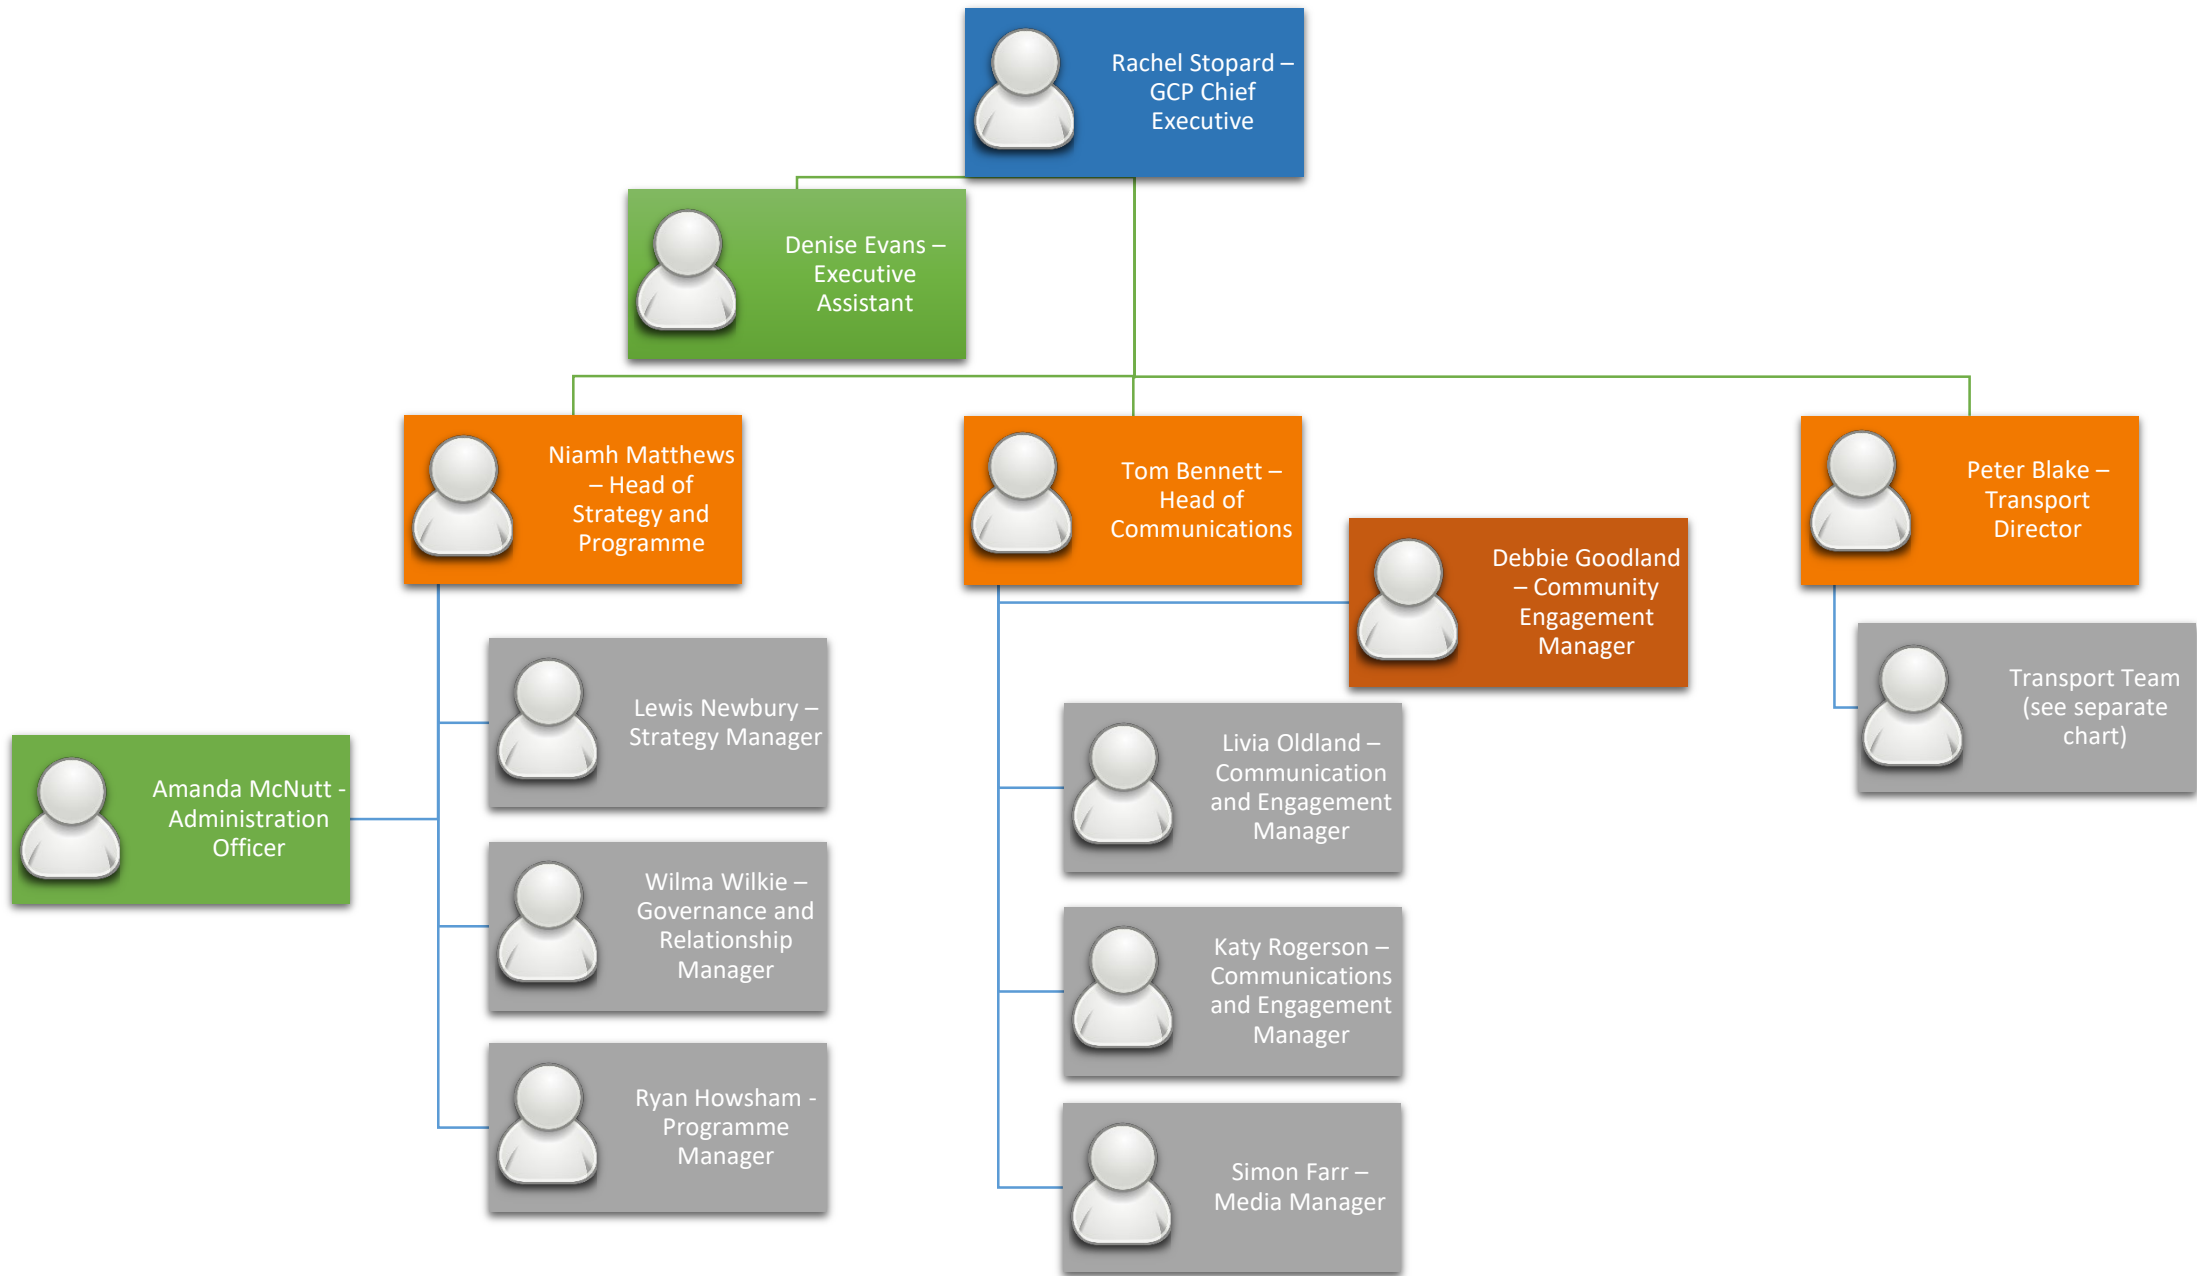 Rachel Stopard –
GCP Chief
Executive
Denise Evans –
Executive
Assistant
Niamh Matthews
– Head of
Strategy and
Programme
Tom Bennett –
Head of
Communications
Peter Blake –
Transport
Director
Debbie Goodland
– Community
Engagement
Manager
Lewis Newbury –
Strategy Manager
Transport Team
(see separate
chart)
Amanda McNutt -
Administration
Officer
Livia Oldland –
Communication
and Engagement
Manager
Wilma Wilkie –
Governance and
Relationship
Manager
Katy Rogerson –
Communications
and Engagement
Manager
Ryan Howsham -
Programme
Manager
Simon Farr –
Media Manager